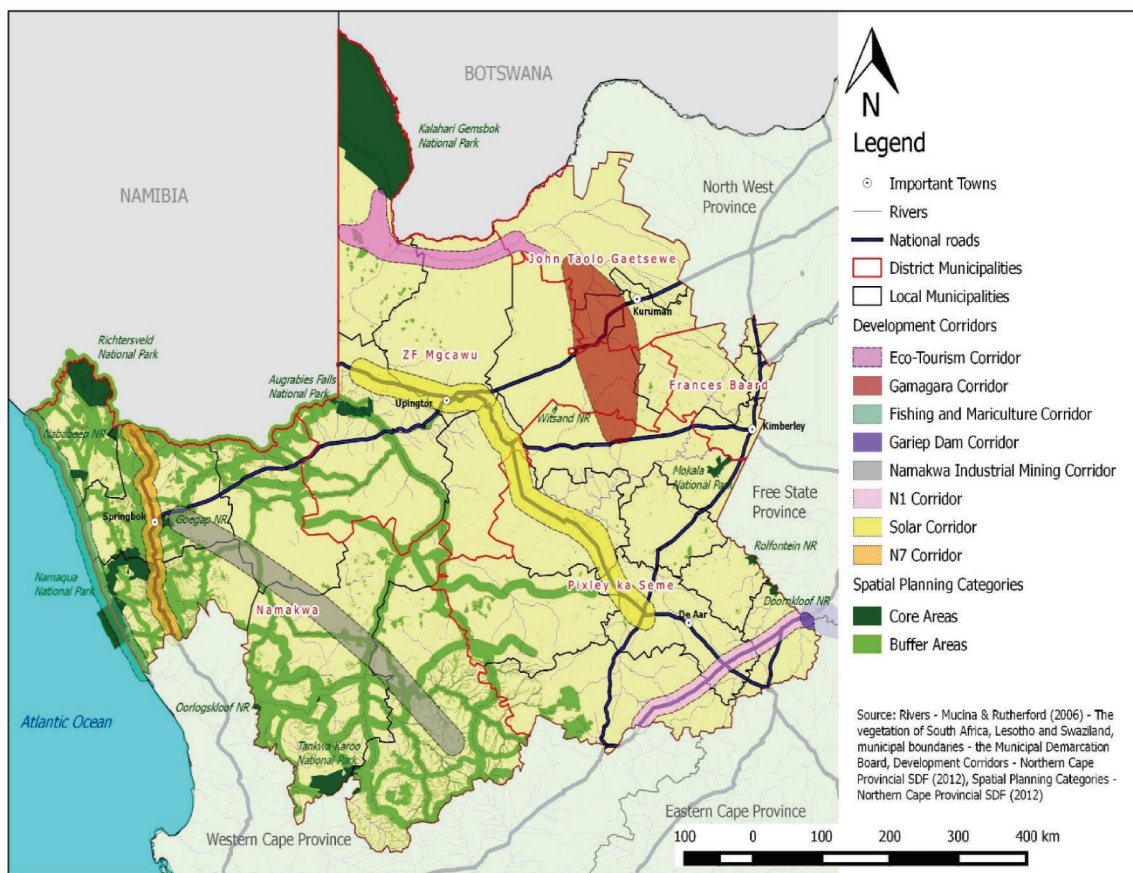 BOTSWANA
Kalahari Gemsbok
National Park
NAMIBIA
North West
Province
John Taolo Gaetsewe
Kuruman
Richtersveld
National Park
ZF Mgcawu
Augrabies Falls
National Park
Frances Baard
Upington
Witsand NR
Kimberley
Nababeep NR
Mokala
National Park
Free State
Province
Springbok
Goegap NR
Rolfontein NR
Namaqua
National Park
Pixley ka Seme
Doornkloof NR
De Aar
Namakwa
Oorlogskloof NR
Atlantic Ocean
Tankwa-Karoo
National Park
Eastern Cape Province
Western Cape Province
N
Legend
Important Towns
Rivers
National roads
District Municipalities
Local Municipalities
Development Corridors
Eco-Tourism Corridor
Gamagara Corridor
Fishing and Mariculture Corridor
Gariep Dam Corridor
Namakwa Industrial Mining Corridor
N1 Corridor
Solar Corridor
N7 Corridor
Spatial Planning Categories
Core Areas
Buffer Areas
Source: Rivers - Mucina & Rutherford (2006) - The
vegetation of South Africa, Lesotho and Swaziland,
municipal boundaries - the Municipal Demarcation
Board, Development Corridors - Northern Cape
Provincial SDF (2012), Spatial Planning Categories -
Northern Cape Provincial SDF (2012)
100 0 100 200 300 400 km